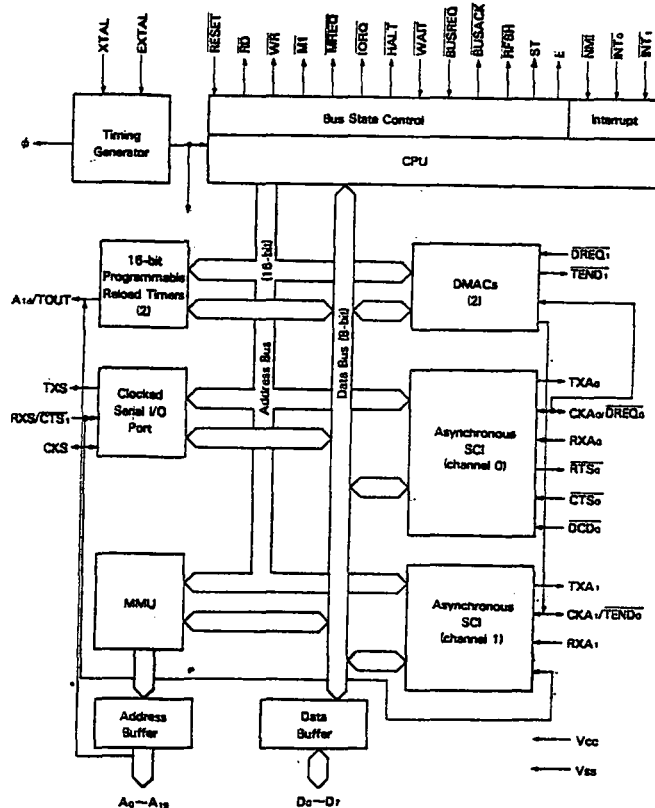 XTAL
EXTAL
RESET
RD
WR
M1
MREQ
IORQ
HALT
WAIT
BUSREQ
BUSACK
RFSH
ST
E
NMI
INT₀
INT₁
φ
Timing
Generator
Bus State Control
Interrupt
CPU
16-bit
Programmable
Reload Timers
(2)
A₁₈/TOUT
(16-bit)
Address Bus
Data Bus (8-bit)
DMACs
(2)
DREQ₁
TEND₁
TXS
RXS/CTS₁
CKS
Clocked
Serial I/O
Port
Asynchronous
SCI
(channel 0)
TXA₀
CKA₀/DREQ₀
RXA₀
RTS₀
CTS₀
DCD₀
MMU
Asynchronous
SCI
(channel 1)
TXA₁
CKA₁/TEND₀
RXA₁
Address
Buffer
Data
Buffer
Vcc
Vss
A₀~A₁₉
D₀~D₇